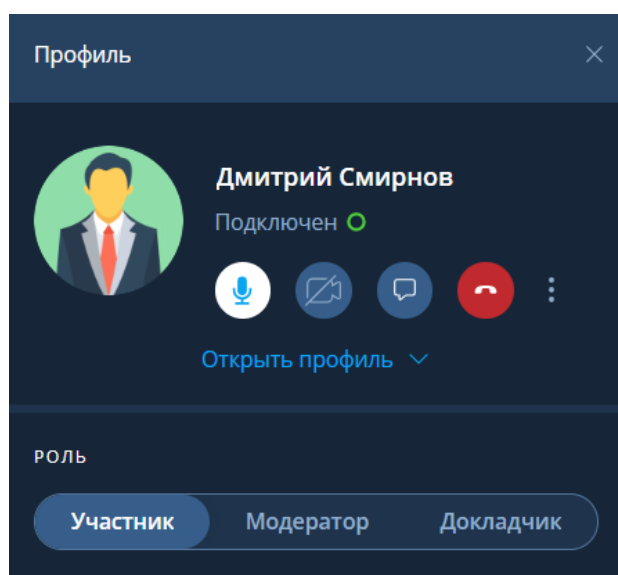 Профиль
Дмитрий Смирнов
Подключен
Открыть профиль
РОЛЬ
Участник Модератор Докладчик